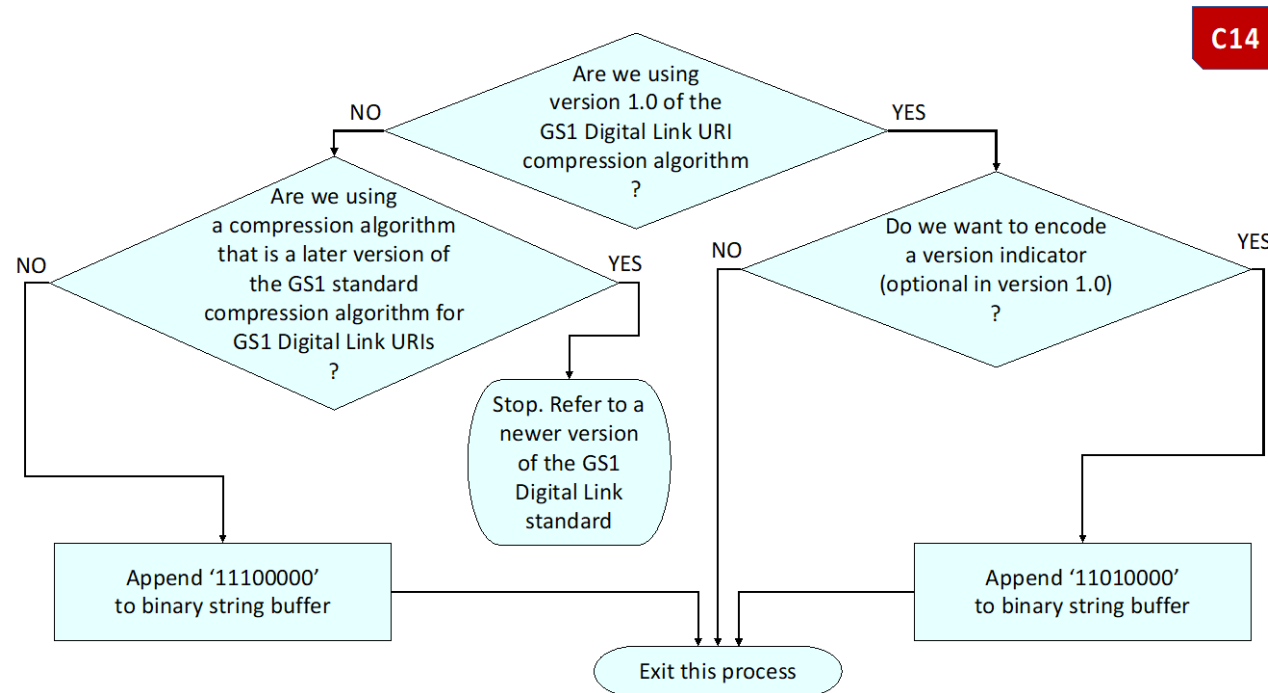 C14
Are we using
version 1.0 of the
GS1 Digital Link URI
compression algorithm
?
NO
YES
Are we using
a compression algorithm
that is a later version of
the GS1 standard
compression algorithm for
GS1 Digital Link URIs
?
NO
YES
Do we want to encode
a version indicator
(optional in version 1.0)
?
NO
YES
Stop. Refer to a
newer version
of the GS1
Digital Link
standard
Append ‘11100000’
to binary string buffer
Append ‘11010000’
to binary string buffer
Exit this process